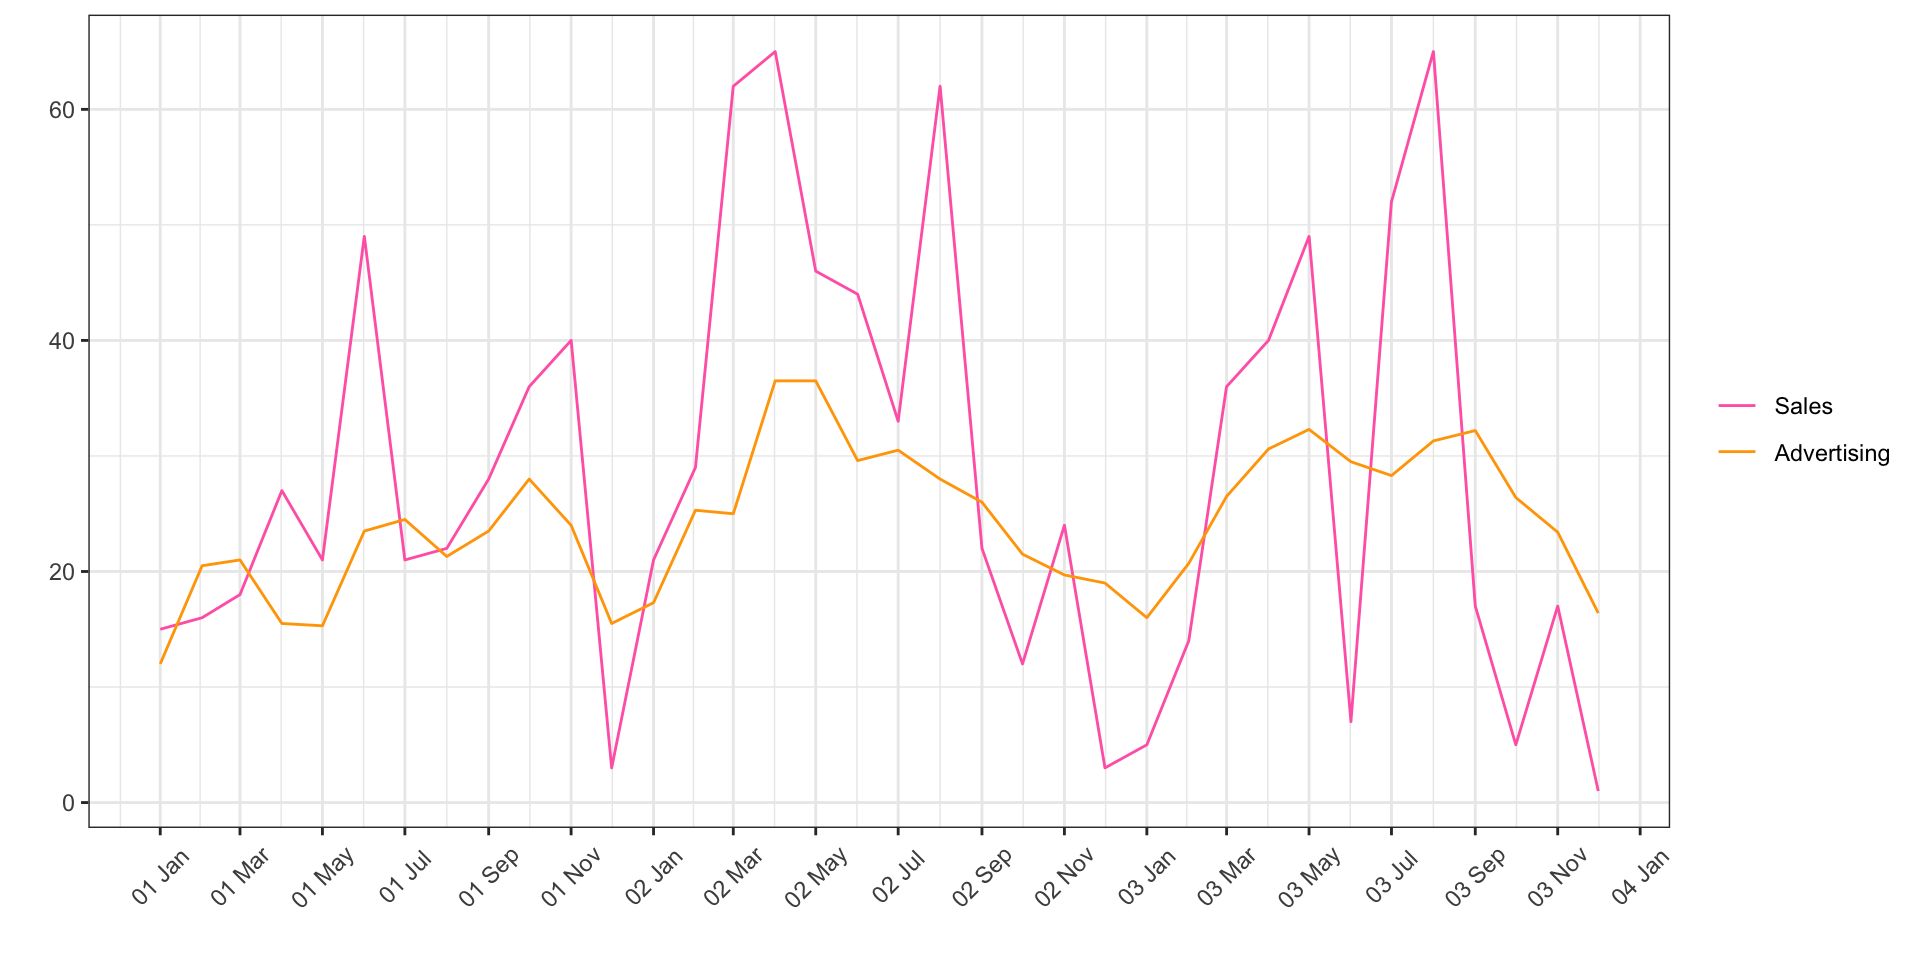 60
40
20
0
01 Jan
01 Mar
01 May
01 Jul
01 Sep
01 Nov
02 Jan
02 Mar
02 May
02 Jul
02 Sep
02 Nov
03 Jan
03 Mar
03 May
03 Jul
03 Sep
03 Nov
04 Jan
Sales
Advertising